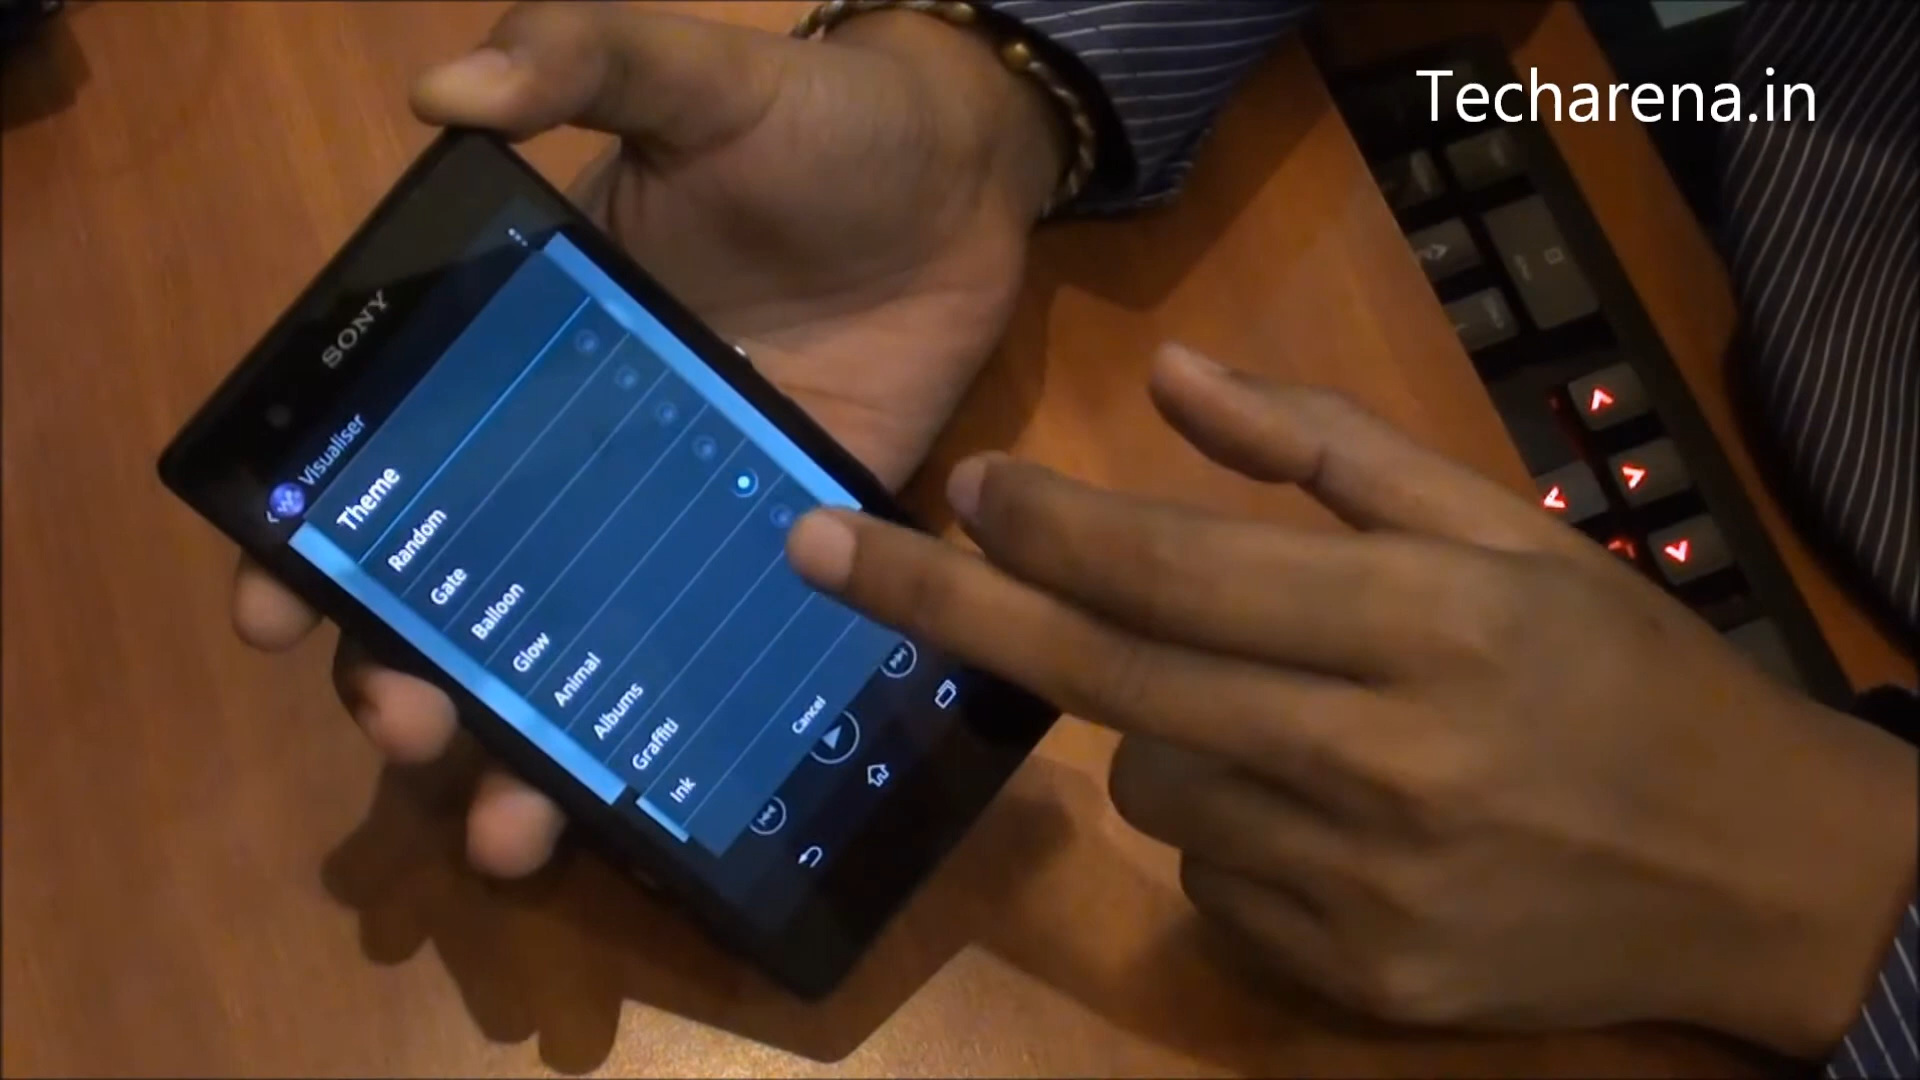 Techarena.in
SONY
Visualiser
Theme
Random
Gate
Balloon
Glow
Animal
Albums
Graffiti
Ink
Cancel